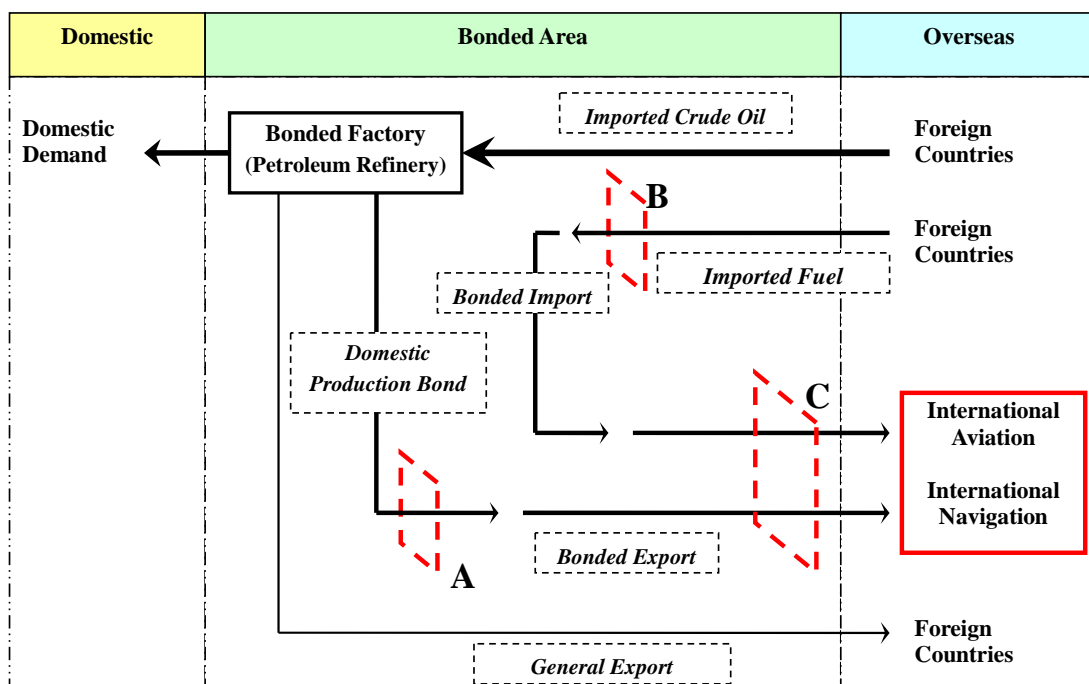 Domestic
Bonded Area
Overseas
Imported Crude Oil
Domestic
Demand
Bonded Factory
(Petroleum Refinery)
Foreign
Countries
B
Foreign
Countries
Bonded Import
Imported Fuel
Domestic
Production Bond
C
International
Aviation
International
Navigation
A
Bonded Export
Foreign
Countries
General Export